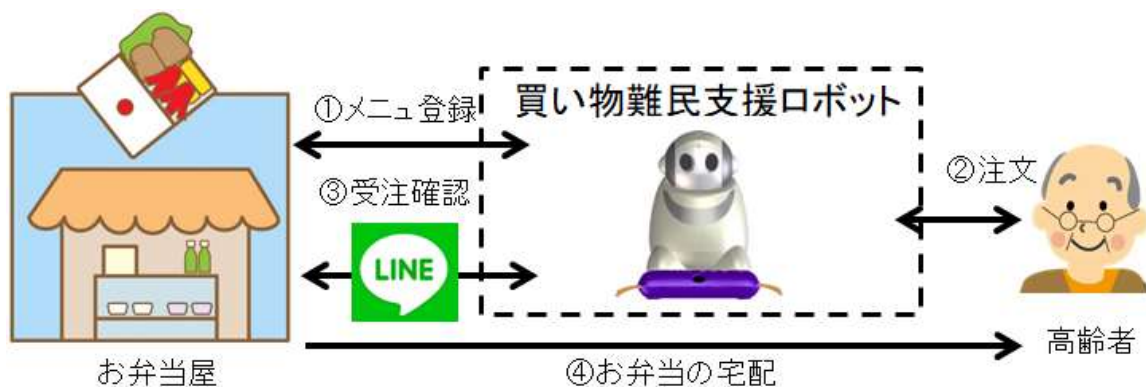 ①メニュ登録
買い物難民支援ロボット
②注文
③受注確認
LINE
お弁当屋
④お弁当の宅配
高齢者